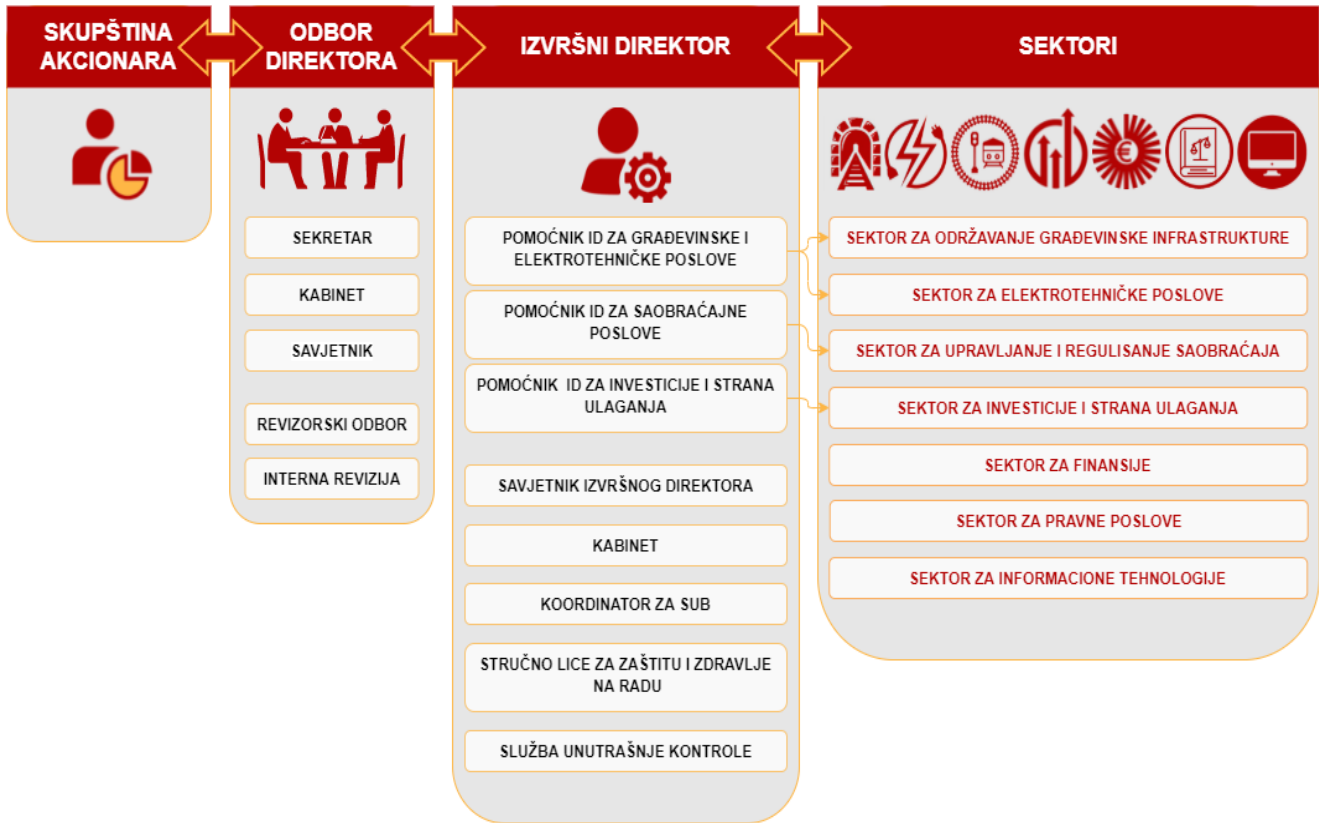 SKUPŠTINA
AKCIONARA
ODBOR
DIREKTORA
IZVRŠNI DIREKTOR
SEKTORI
SEKRETAR
KABINET
SAVJETNIK
REVIZORSKI ODBOR
INTERNA REVIZIJA
POMOĆNIK ID ZA GRAĐEVINSKE I
ELEKTROTEHNIČKE POSLOVE
POMOĆNIK ID ZA SAOBRAĆAJNE
POSLOVE
POMOĆNIK ID ZA INVESTICIJE I STRANA
ULAGANJA
SAVJETNIK IZVRŠNOG DIREKTORA
KABINET
KOORDINATOR ZA SUB
STRUČNO LICE ZA ZAŠTITU I ZDRAVLJE
NA RADU
SLUŽBA UNUTRAŠNJE KONTROLE
SEKTOR ZA ODRŽAVANJE GRAĐEVINSKE INFRASTRUKTURE
SEKTOR ZA ELEKTROTEHNIČKE POSLOVE
SEKTOR ZA UPRAVLJANJE I REGULISANJE SAOBRAĆAJA
SEKTOR ZA INVESTICIJE I STRANA ULAGANJA
SEKTOR ZA FINANSIJE
SEKTOR ZA PRAVNE POSLOVE
SEKTOR ZA INFORMACIONE TEHNOLOGIJE